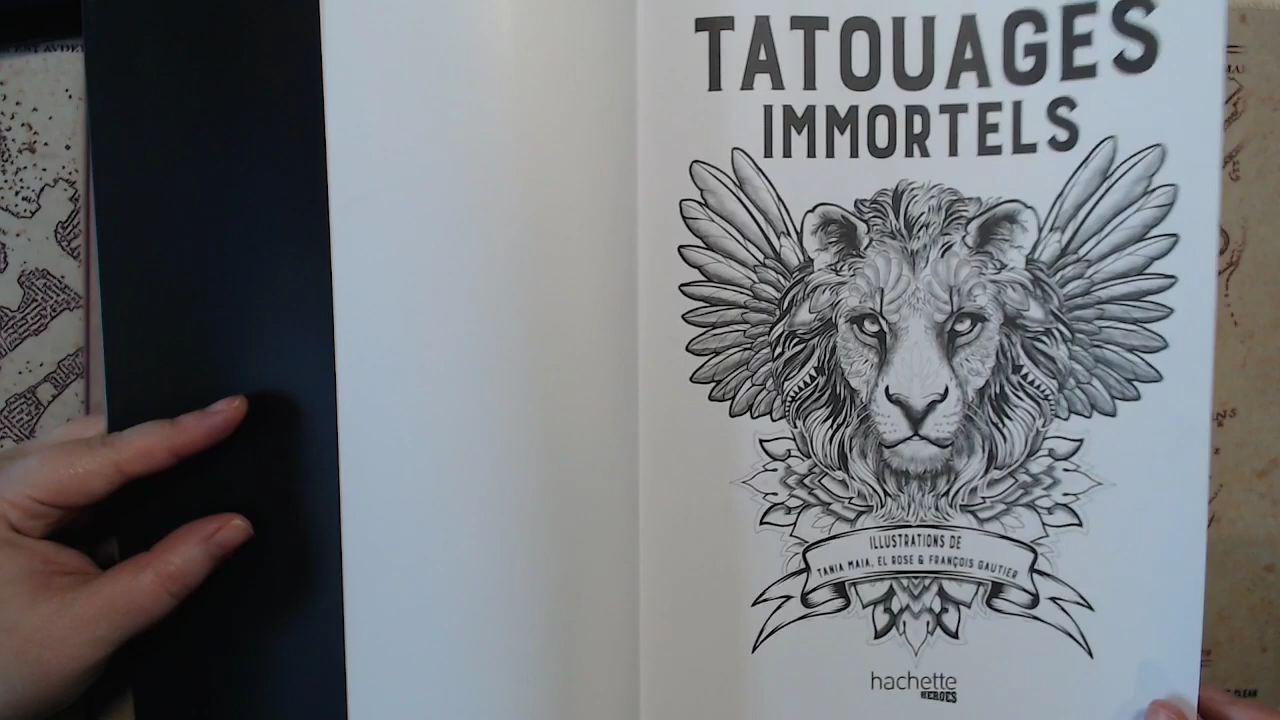 TATOUAGES
IMMORTELS
ILLUSTRATIONS DE
TANIA MAIA, EL ROSE & FRANÇOIS GAUTIER
hachette
HEROES